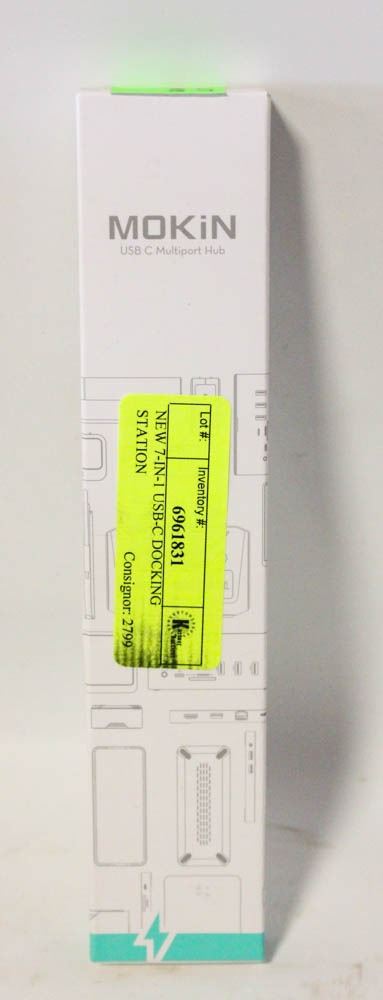 MOKiN
USB C Multiport Hub
Lot #:
Inventory #:
6961831
NEW 7-IN-1 USB-C DOCKING
STATION
Consignor: 2799